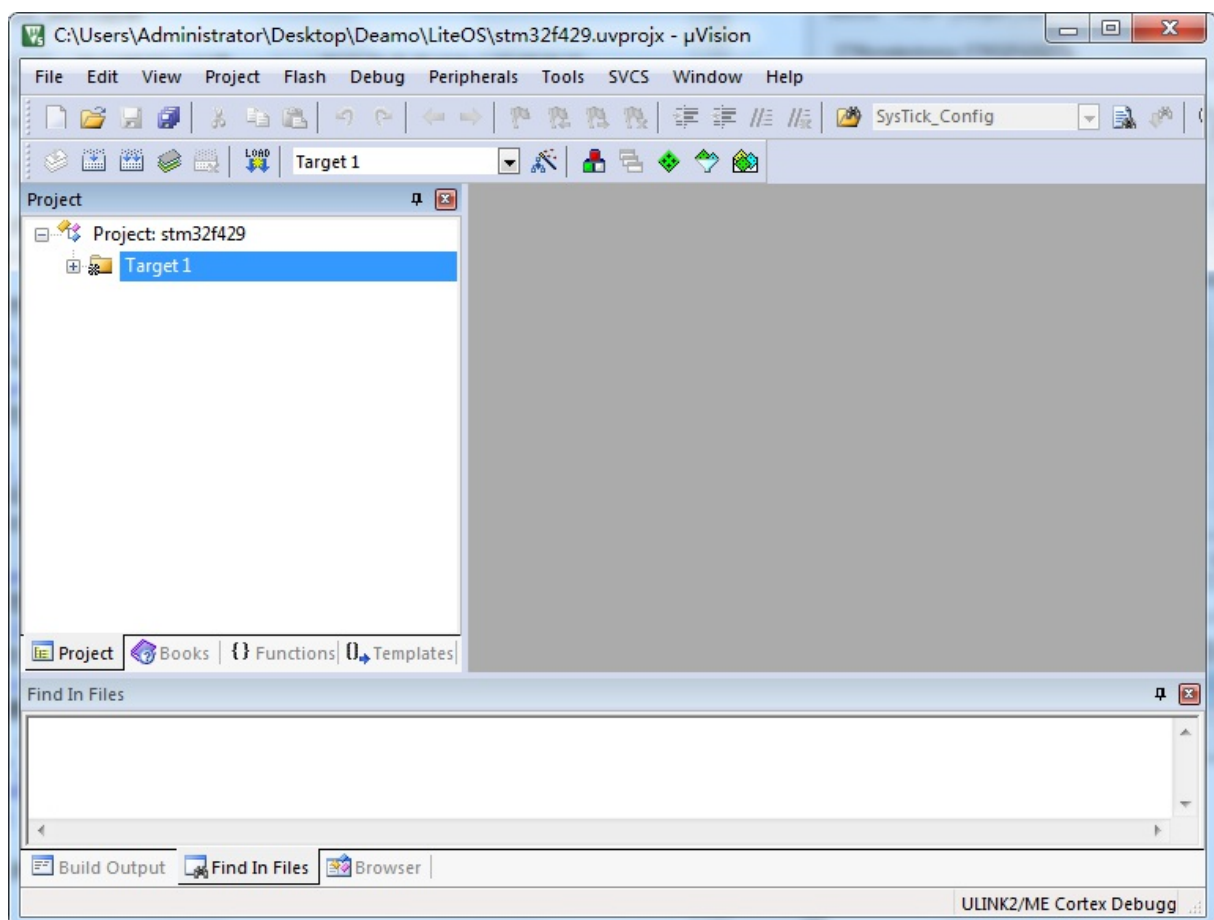 C:\Users\Administrator\Desktop\Deamo\LiteOS\stm32f429.uvprojx - µVision
File Edit View Project Flash Debug Peripherals Tools SVCS Window Help
SysTick_Config
LOAD Target 1
Project
Project: stm32f429
Target 1
Project Books {} Functions 0 Templates
Find In Files
Build Output Find In Files Browser
ULINK2/ME Cortex Debugg